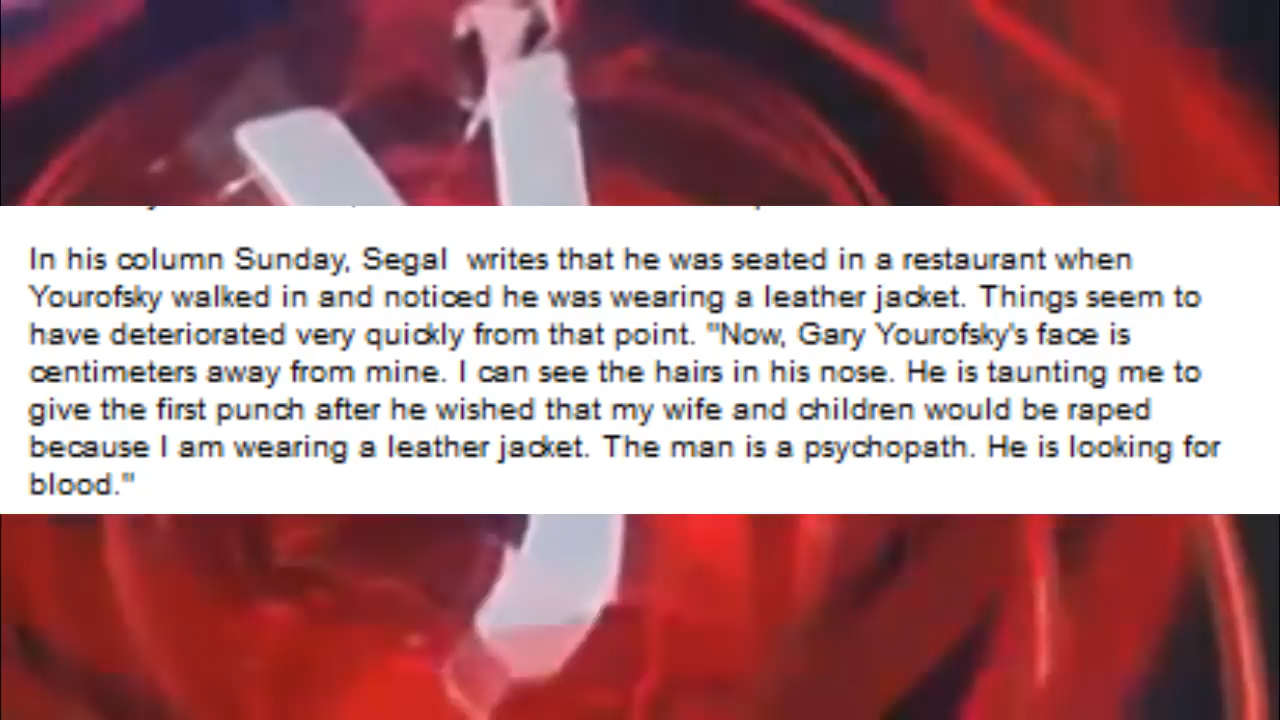 In his column Sunday, Segal  writes that he was seated in a restaurant when
Yourofsky walked in and noticed he was wearing a leather jacket. Things seem to
have deteriorated very quickly from that point. "Now, Gary Yourofsky's face is
centimeters away from mine. I can see the hairs in his nose. He is taunting me to
give the first punch after he wished that my wife and children would be raped
because I am wearing a leather jacket. The man is a psychopath. He is looking for
blood."